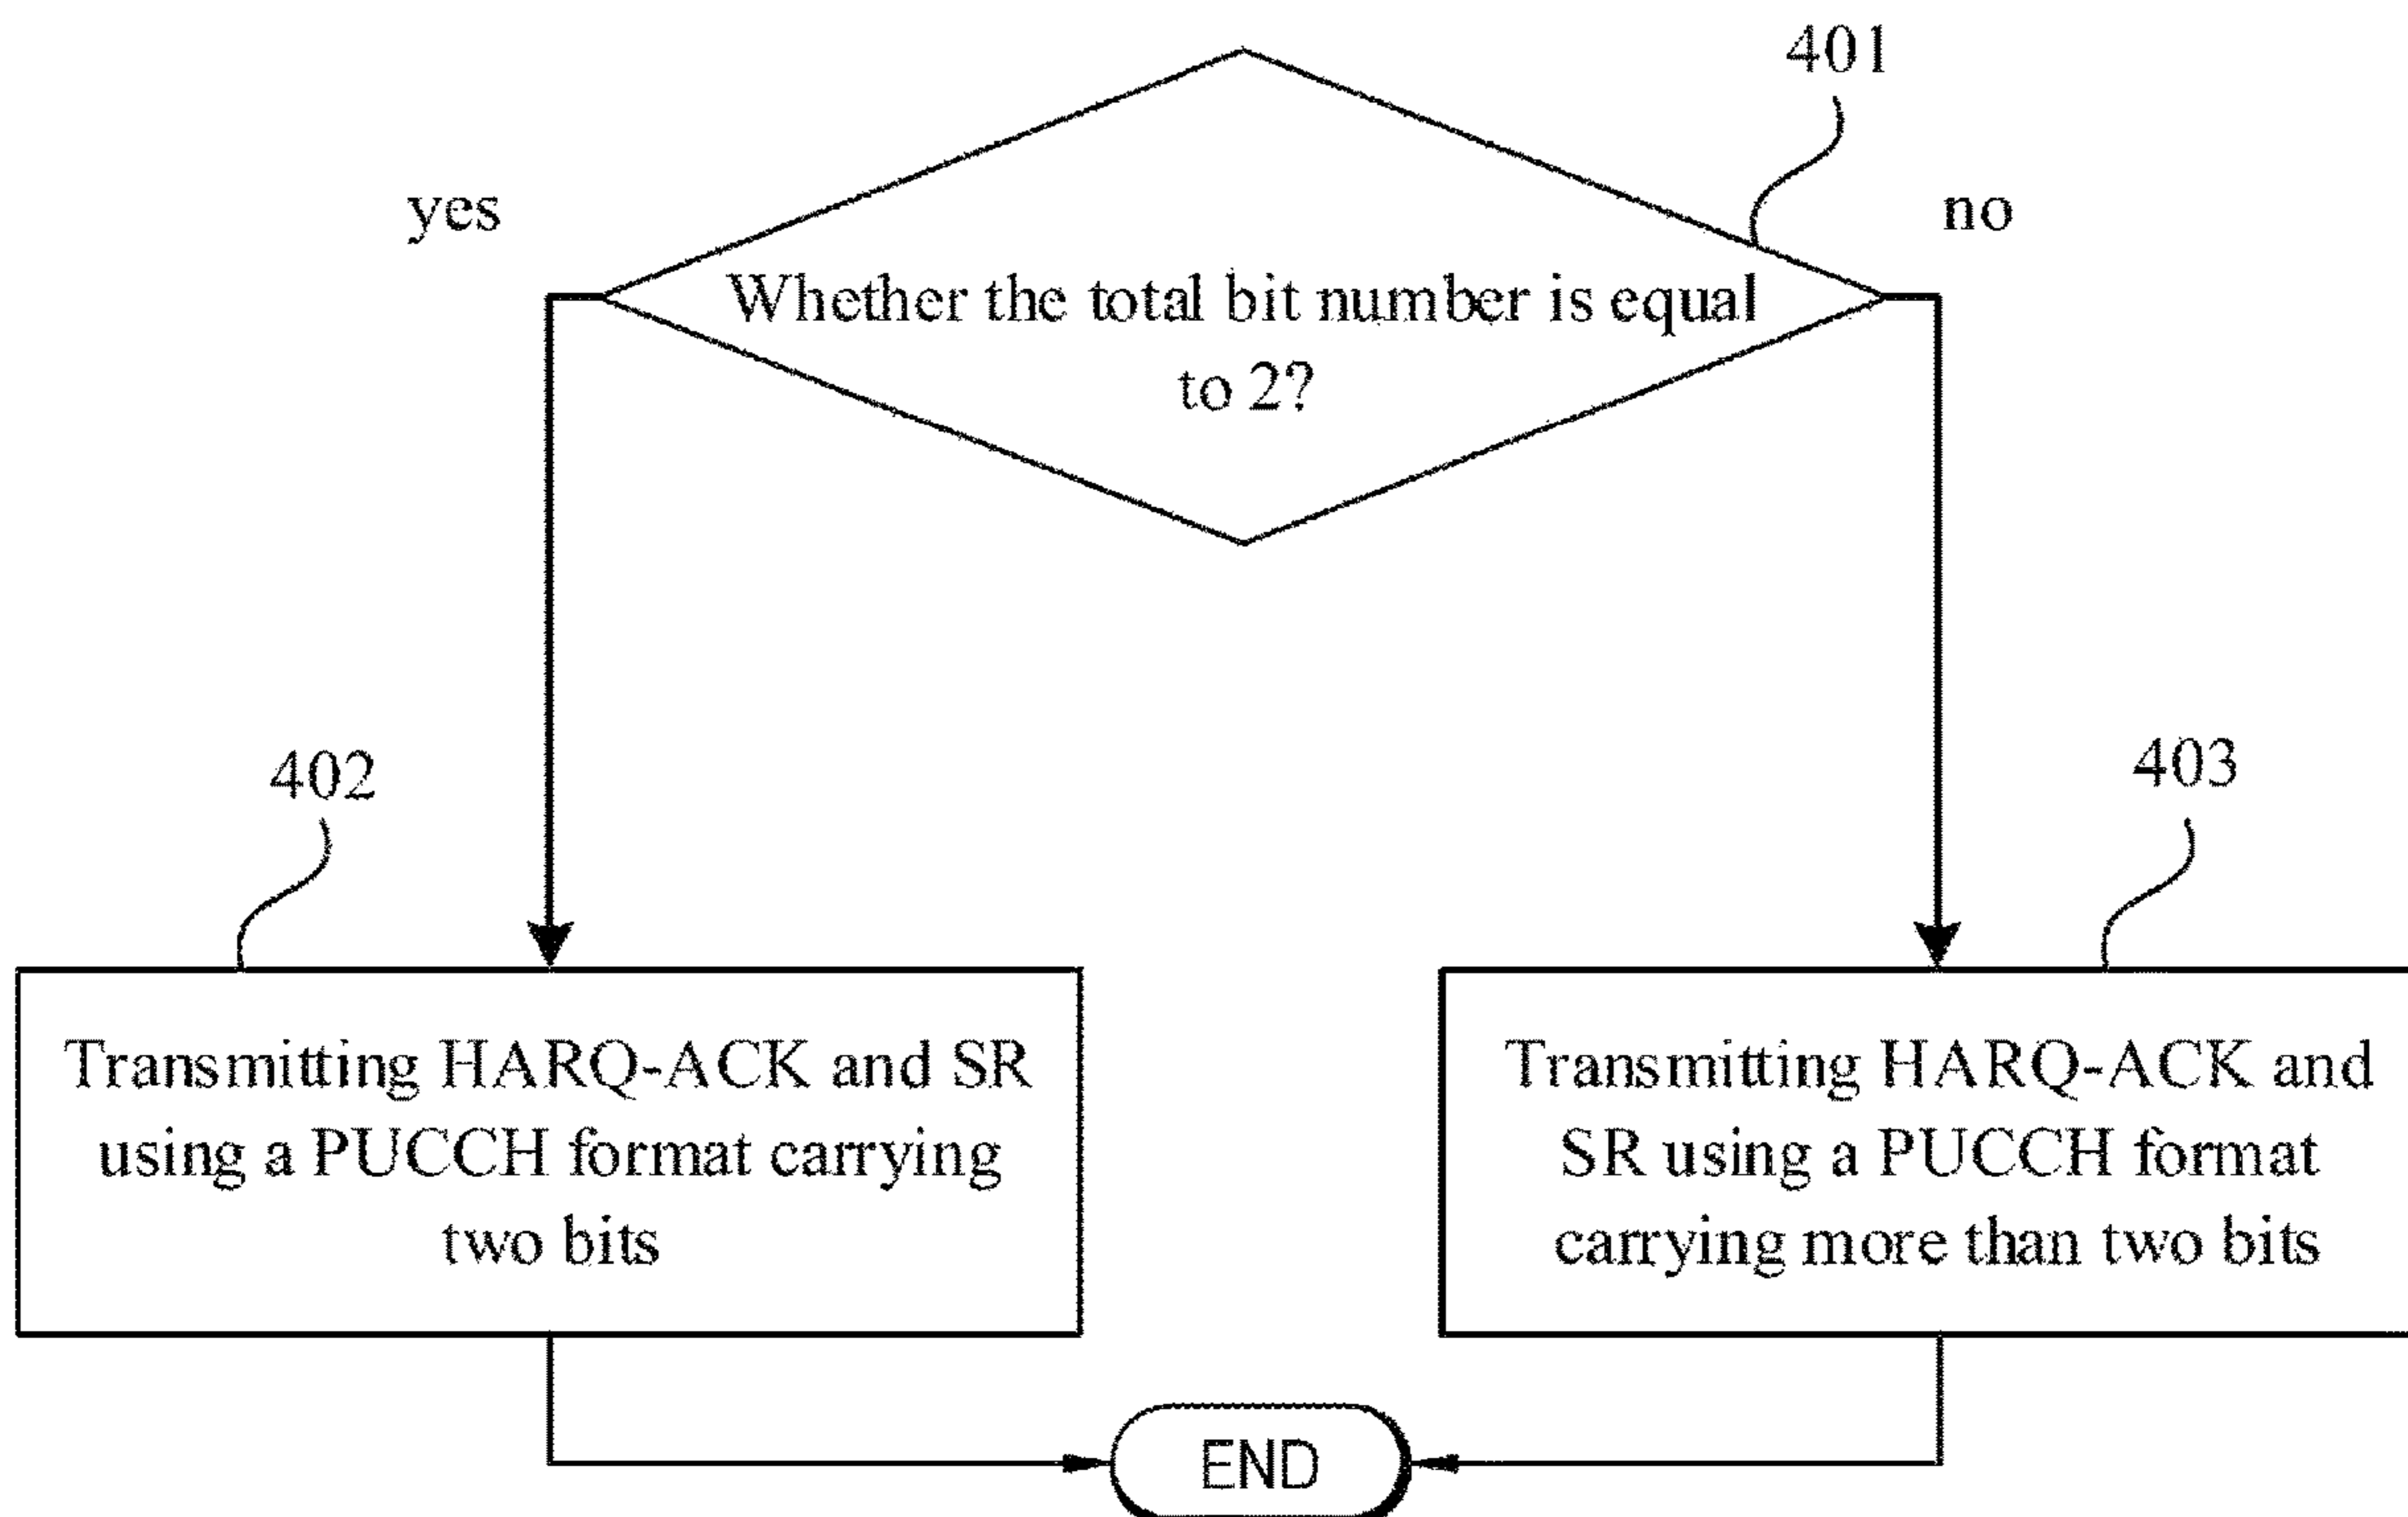 401
yes
no
Whether the total bit number is equal
to 2?
402
403
Transmitting HARQ-ACK and SR
using a PUCCH format carrying
two bits
Transmitting HARQ-ACK and
SR using a PUCCH format
carrying more than two bits
END